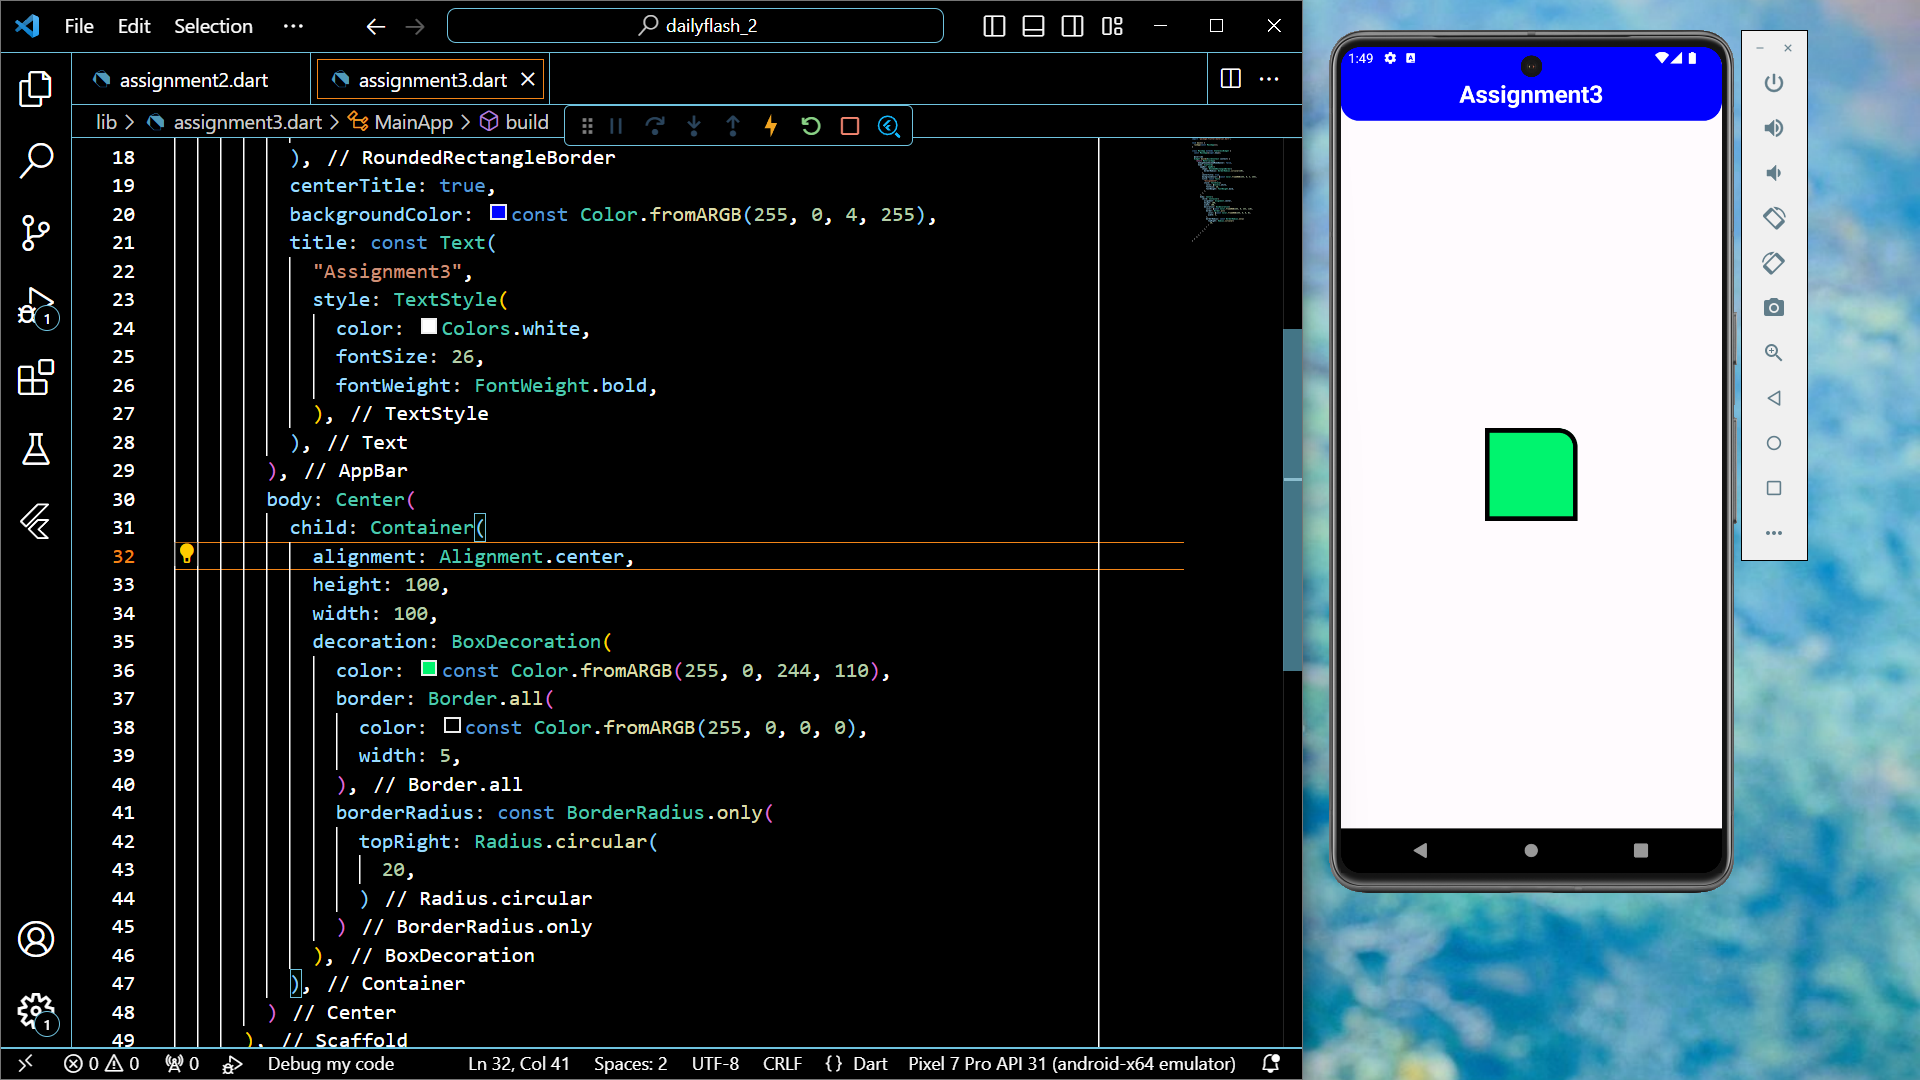 File Edit Selection ··· dailyflash_2
assignment2.dart assignment3.dart
lib > assignment3.dart > MainApp > build
18 ), // RoundedRectangleBorder
19 centerTitle: true,
20 backgroundColor: const Color.fromARGB(255, 0, 4, 255),
21 title: const Text(
22 "Assignment3",
23 style: TextStyle(
24 color: Colors.white,
25 fontSize: 26,
26 fontWeight: FontWeight.bold,
27 ), // TextStyle
28 ), // Text
29 ), // AppBar
30 body: Center(
31 child: Container(
32 alignment: Alignment.center,
33 height: 100,
34 width: 100,
35 decoration: BoxDecoration(
36 color: const Color.fromARGB(255, 0, 244, 110),
37 border: Border.all(
38 color: const Color.fromARGB(255, 0, 0, 0),
39 width: 5,
40 ), // Border.all
41 borderRadius: const BorderRadius.only(
42 topRight: Radius.circular(
43 20,
44 ) // Radius.circular
45 ) // BorderRadius.only
46 ), // BoxDecoration
47 ), // Container
48 ) // Center
49 ), // Scaffold
1
1
0 0 0 Debug my code Ln 32, Col 41 Spaces: 2 UTF-8 CRLF {} Dart Pixel 7 Pro API 31 (android-x64 emulator)
1:49 A
Assignment3